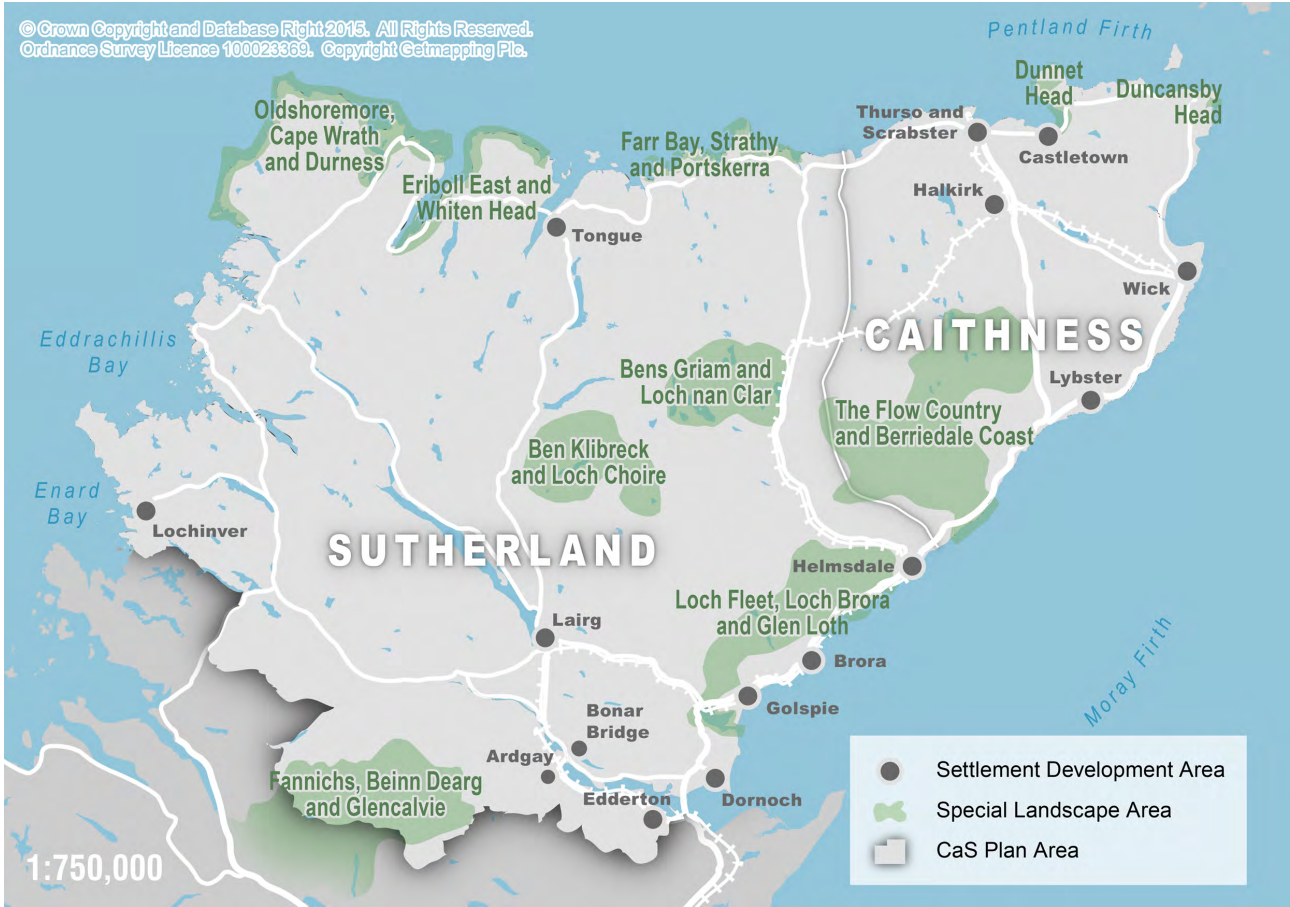 © Crown Copyright and Database Right 2015. All Rights Reserved.
Ordnance Survey Licence 100023369. Copyright Getmapping Plc.
Pentland Firth
Oldshoremore,
Cape Wrath
and Durness
Dunnet
Head
Duncansby
Head
Thurso and
Scrabster
Farr Bay, Strathy
and Portskerra
Castletown
Eriboll East and
Whiten Head
Halkirk
Tongue
Wick
Eddrachillis
Bay
CAITHNESS
Bens Griam and
Loch nan Clar
Lybster
The Flow Country
and Berriedale Coast
Ben Klibreck
and Loch Choire
Enard
Bay
Lochinver
SUTHERLAND
Helmsdale
Loch Fleet, Loch Brora
and Glen Loth
Lairg
Brora
Moray Firth
Golspie
Bonar
Bridge
Ardgay
Fannichs, Beinn Dearg
and Glencalvie
Edderton
Dornoch
Settlement Development Area
Special Landscape Area
CaS Plan Area
1:750,000